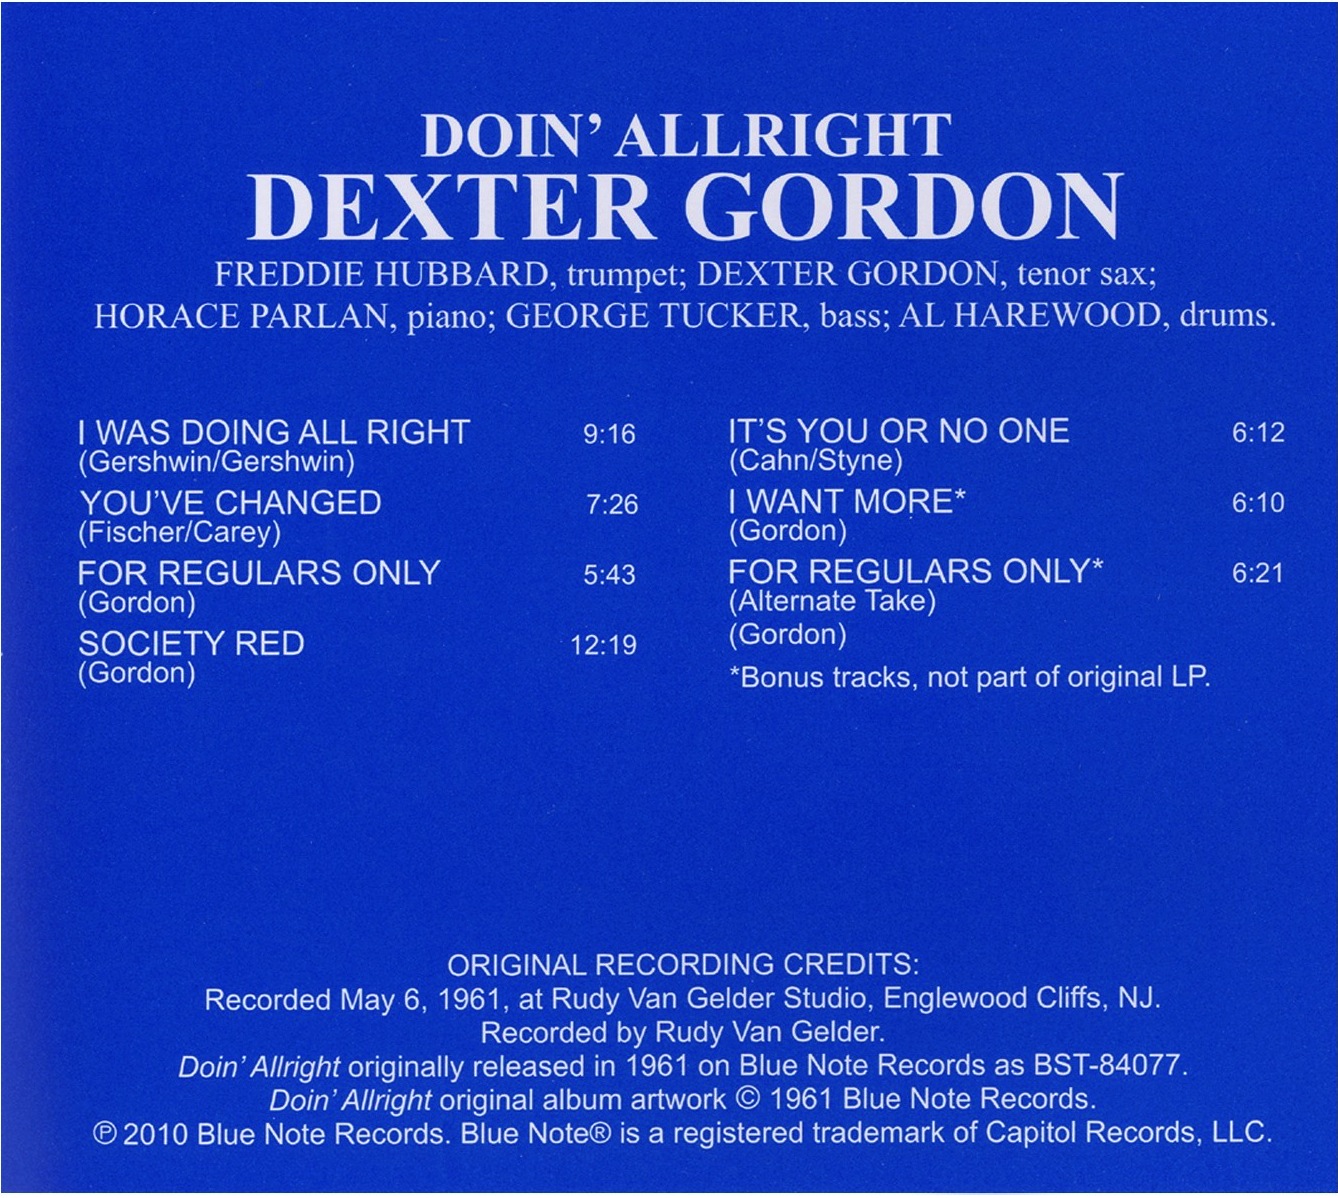 DOIN' ALLRIGHT
DEXTER GORDON
FREDDIE HUBBARD, trumpet; DEXTER GORDON, tenor sax;
HORACE PARLAN, piano; GEORGE TUCKER, bass; AL HAREWOOD, drums.
I WAS DOING ALL RIGHT 9:16
(Gershwin/Gershwin)
YOU'VE CHANGED 7:26
(Fischer/Carey)
FOR REGULARS ONLY 5:43
(Gordon)
SOCIETY RED 12:19
(Gordon)
IT'S YOU OR NO ONE 6:12
(Cahn/Styne)
I WANT MORE* 6:10
(Gordon)
FOR REGULARS ONLY* 6:21
(Alternate Take)
(Gordon)
*Bonus tracks, not part of original LP.
ORIGINAL RECORDING CREDITS:
Recorded May 6, 1961, at Rudy Van Gelder Studio, Englewood Cliffs, NJ.
Recorded by Rudy Van Gelder.
Doin' Allright originally released in 1961 on Blue Note Records as BST-84077.
Doin' Allright original album artwork © 1961 Blue Note Records.
℗ 2010 Blue Note Records. Blue Note® is a registered trademark of Capitol Records, LLC.